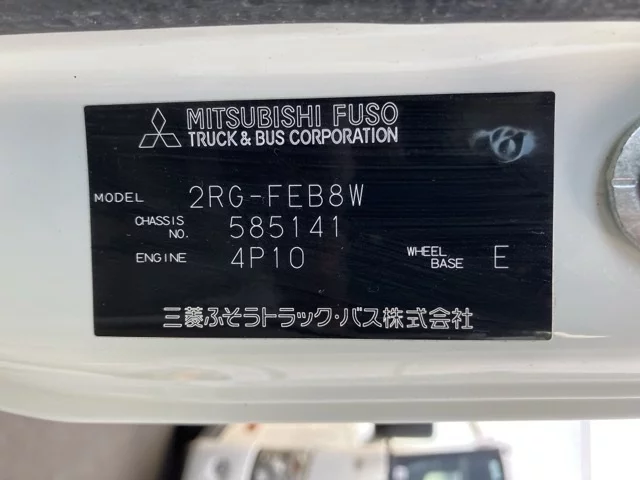 MITSUBISHI FUSO
TRUCK & BUS CORPORATION
MODEL 2RG-FEB8W
CHASSIS NO. 585141
ENGINE 4P10 WHEEL BASE E
三菱ふそうトラック・バス株式会社